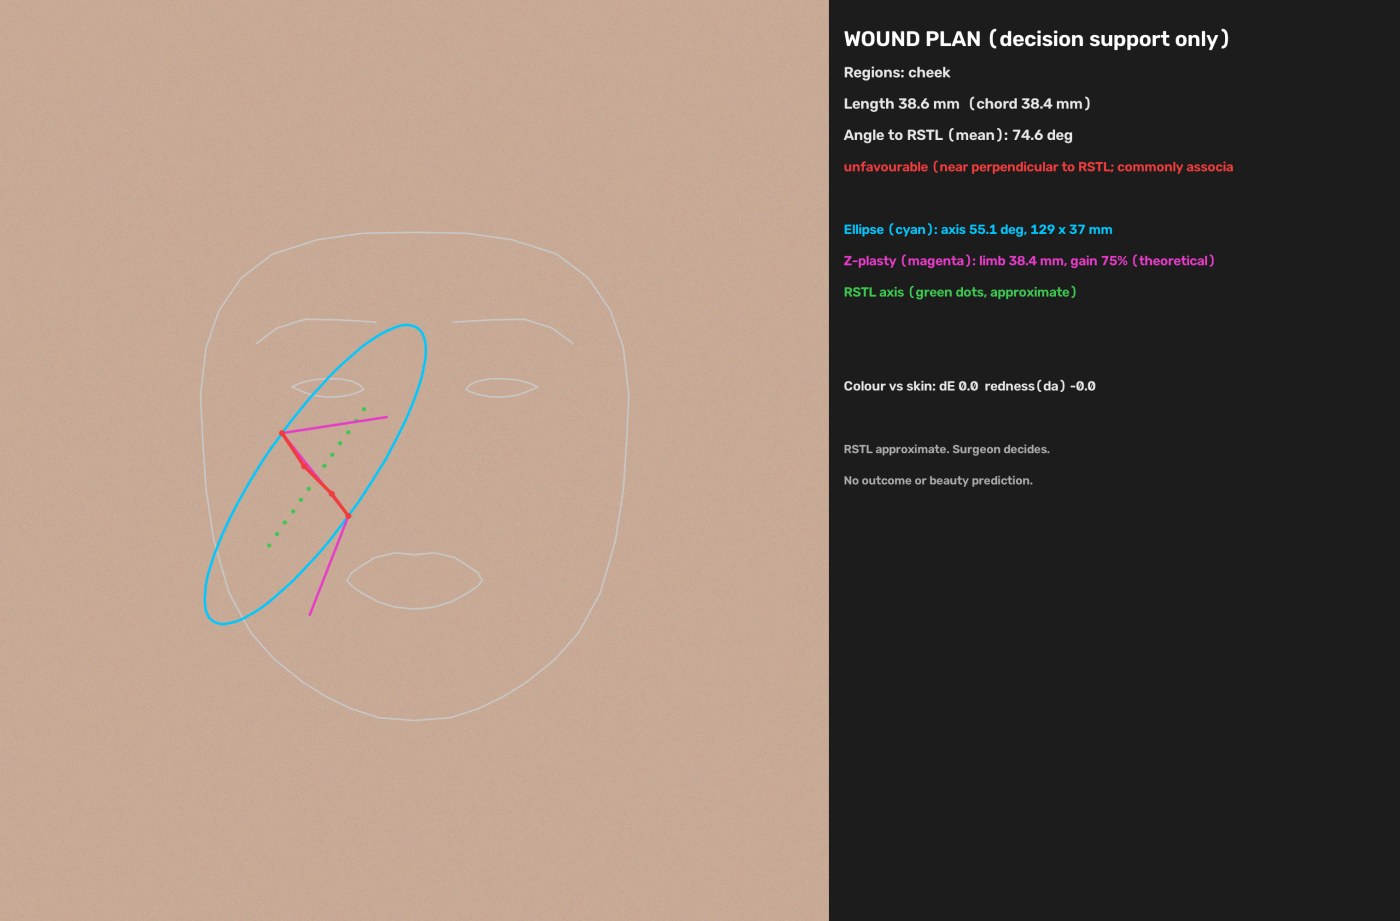 WOUND PLAN (decision support only)
Regions: cheek
Length 38.6 mm (chord 38.4 mm)
Angle to RSTL (mean): 74.6 deg
unfavourable (near perpendicular to RSTL; commonly associa
Ellipse (cyan): axis 55.1 deg, 129 x 37 mm
Z-plasty (magenta): limb 38.4 mm, gain 75% (theoretical)
RSTL axis (green dots, approximate)
Colour vs skin: dE 0.0 redness(da) -0.0
RSTL approximate. Surgeon decides.
No outcome or beauty prediction.